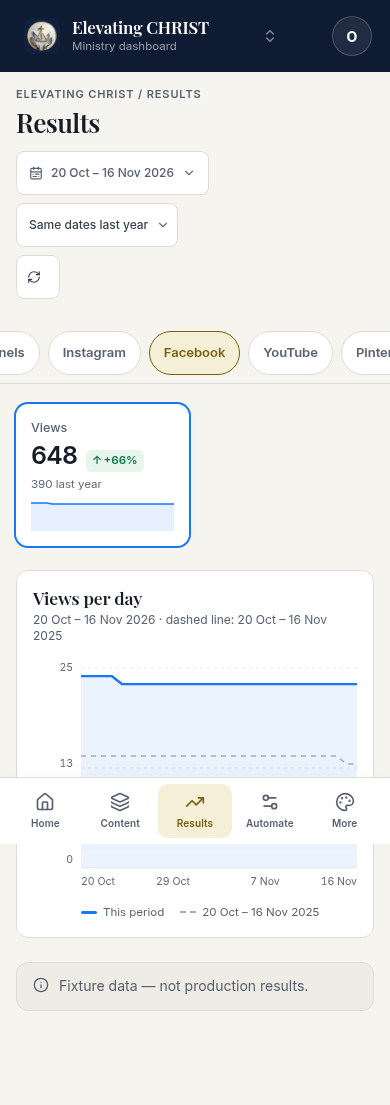 Elevating CHRIST
Ministry dashboard
O
ELEVATING CHRIST / RESULTS
Results
20 Oct – 16 Nov 2026
Same dates last year
nels
Instagram
Facebook
YouTube
Pinter
Views
648 ↑ +66%
390 last year
Views per day
20 Oct – 16 Nov 2026 · dashed line: 20 Oct – 16 Nov
2025
25
13
Home
Content
Results
Automate
More
0
20 Oct
29 Oct
7 Nov
16 Nov
This period
20 Oct – 16 Nov 2025
Fixture data — not production results.